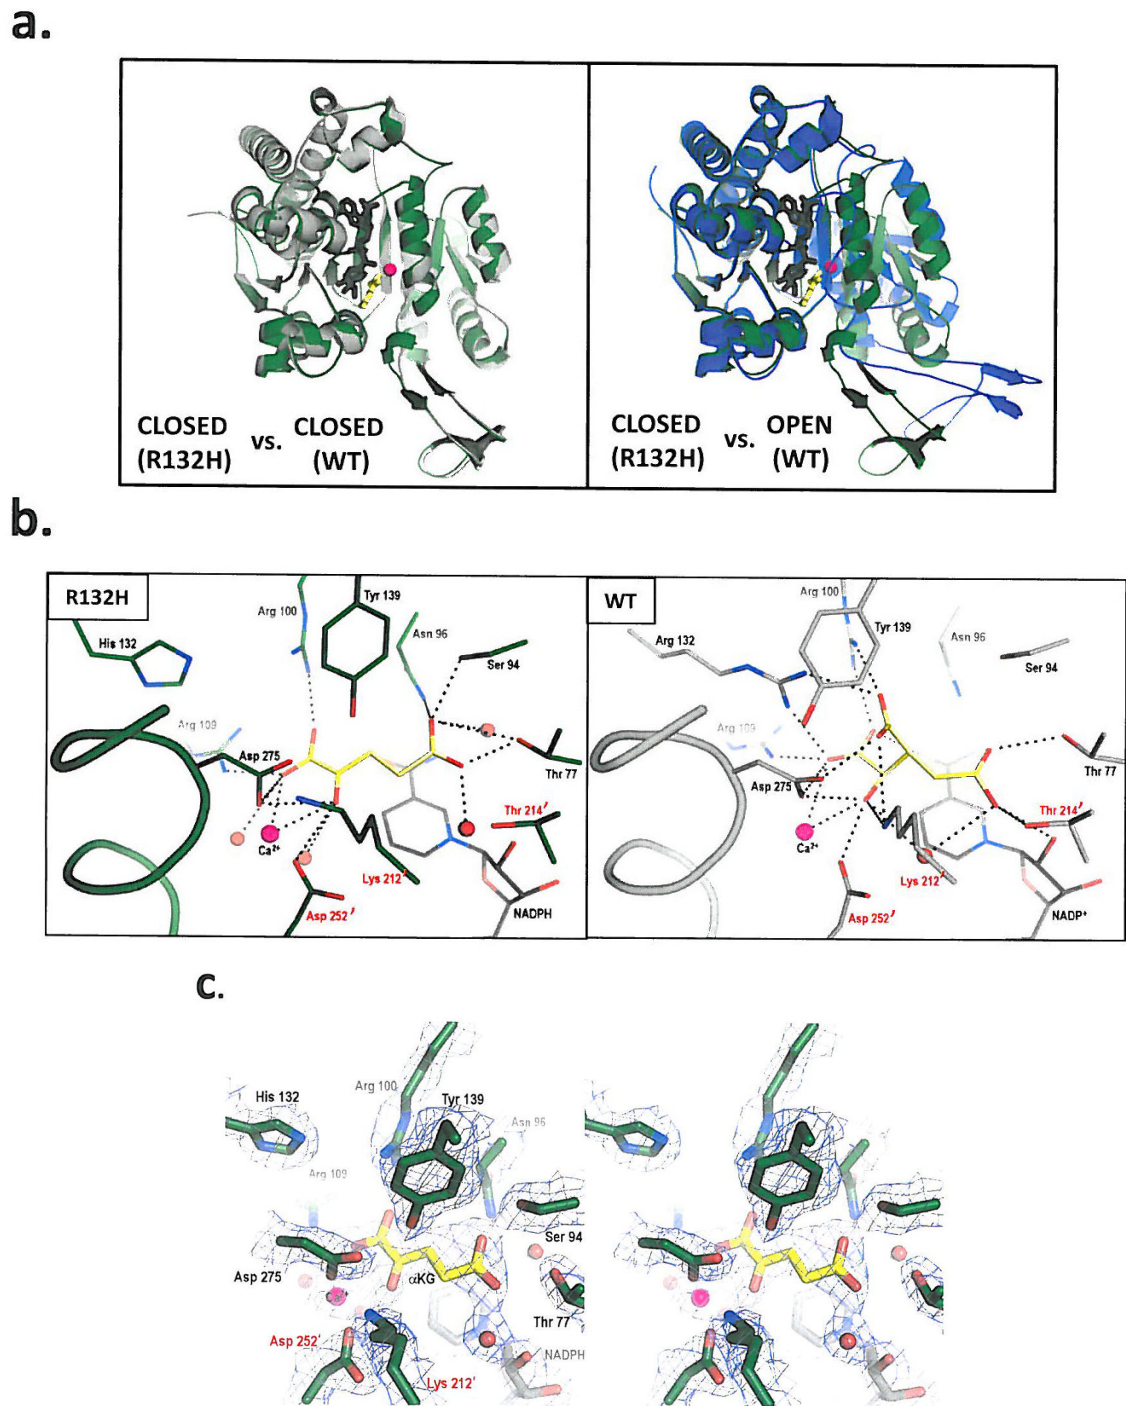 a.
CLOSED
(R132H)
vs.
CLOSED
(WT)
CLOSED
(R132H)
vs.
OPEN
(WT)
b.
R132H
His 132
Arg 100
Tyr 139
Asn 96
Ser 94
Arg 109
Asp 275
Thr 77
Thr 214'
Ca²⁺
Lys 212'
Asp 252'
NADPH
WT
Arg 100
Tyr 139
Arg 132
Asn 96
Ser 94
Arg 109
Asp 275
Thr 77
Thr 214'
Ca²⁺
Lys 212'
Asp 252'
NADP⁺
c.
His 132
Arg 100
Tyr 139
Asn 96
Arg 109
Ser 94
Asp 275
αKG
Thr 77
Asp 252'
NADPH
Lys 212'